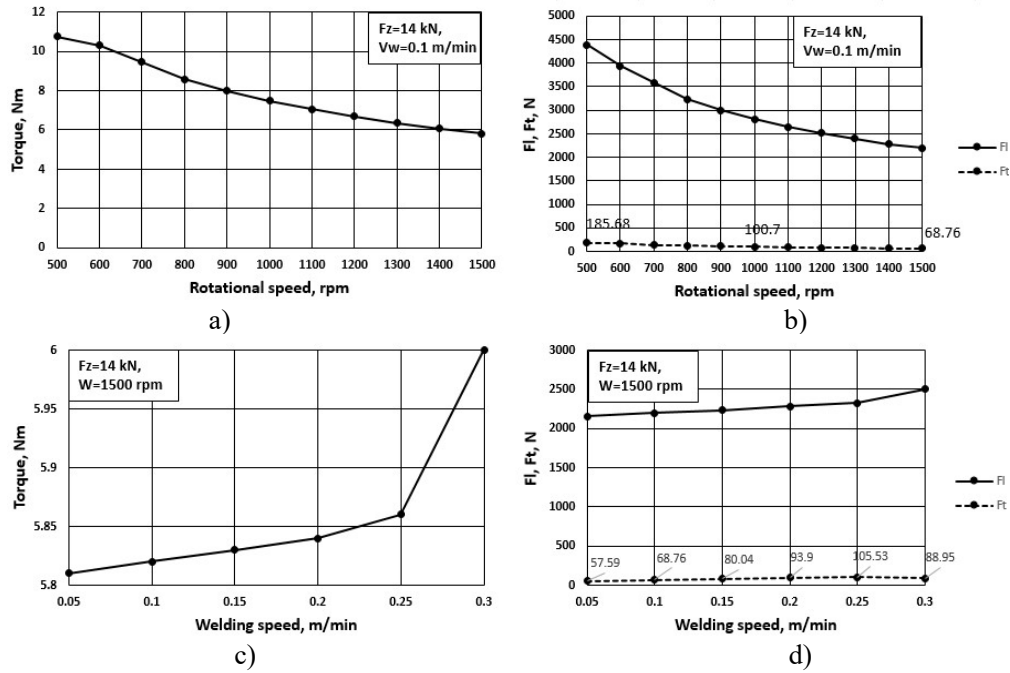 12
10
8
6
4
2
0
Torque, Nm
Fz=14 kN,
Vw=0.1 m/min
500 600 700 800 900 1000 1100 1200 1300 1400 1500
Rotational speed, rpm
a)
5000
4500
4000
3500
3000
2500
2000
1500
1000
500
0
Fl, Ft, N
Fz=14 kN,
Vw=0.1 m/min
185.68
100.7
68.76
Fl
Ft
500 600 700 800 900 1000 1100 1200 1300 1400 1500
Rotational speed, rpm
b)
6
5.95
5.9
5.85
5.8
Torque, Nm
Fz=14 kN,
W=1500 rpm
0.05 0.1 0.15 0.2 0.25 0.3
Welding speed, m/min
c)
3000
2500
2000
1500
1000
500
0
Fl, Ft, N
Fz=14 kN,
W=1500 rpm
57.59 68.76 80.04 93.9 105.53 88.95
Fl
Ft
0.05 0.1 0.15 0.2 0.25 0.3
Welding speed, m/min
d)